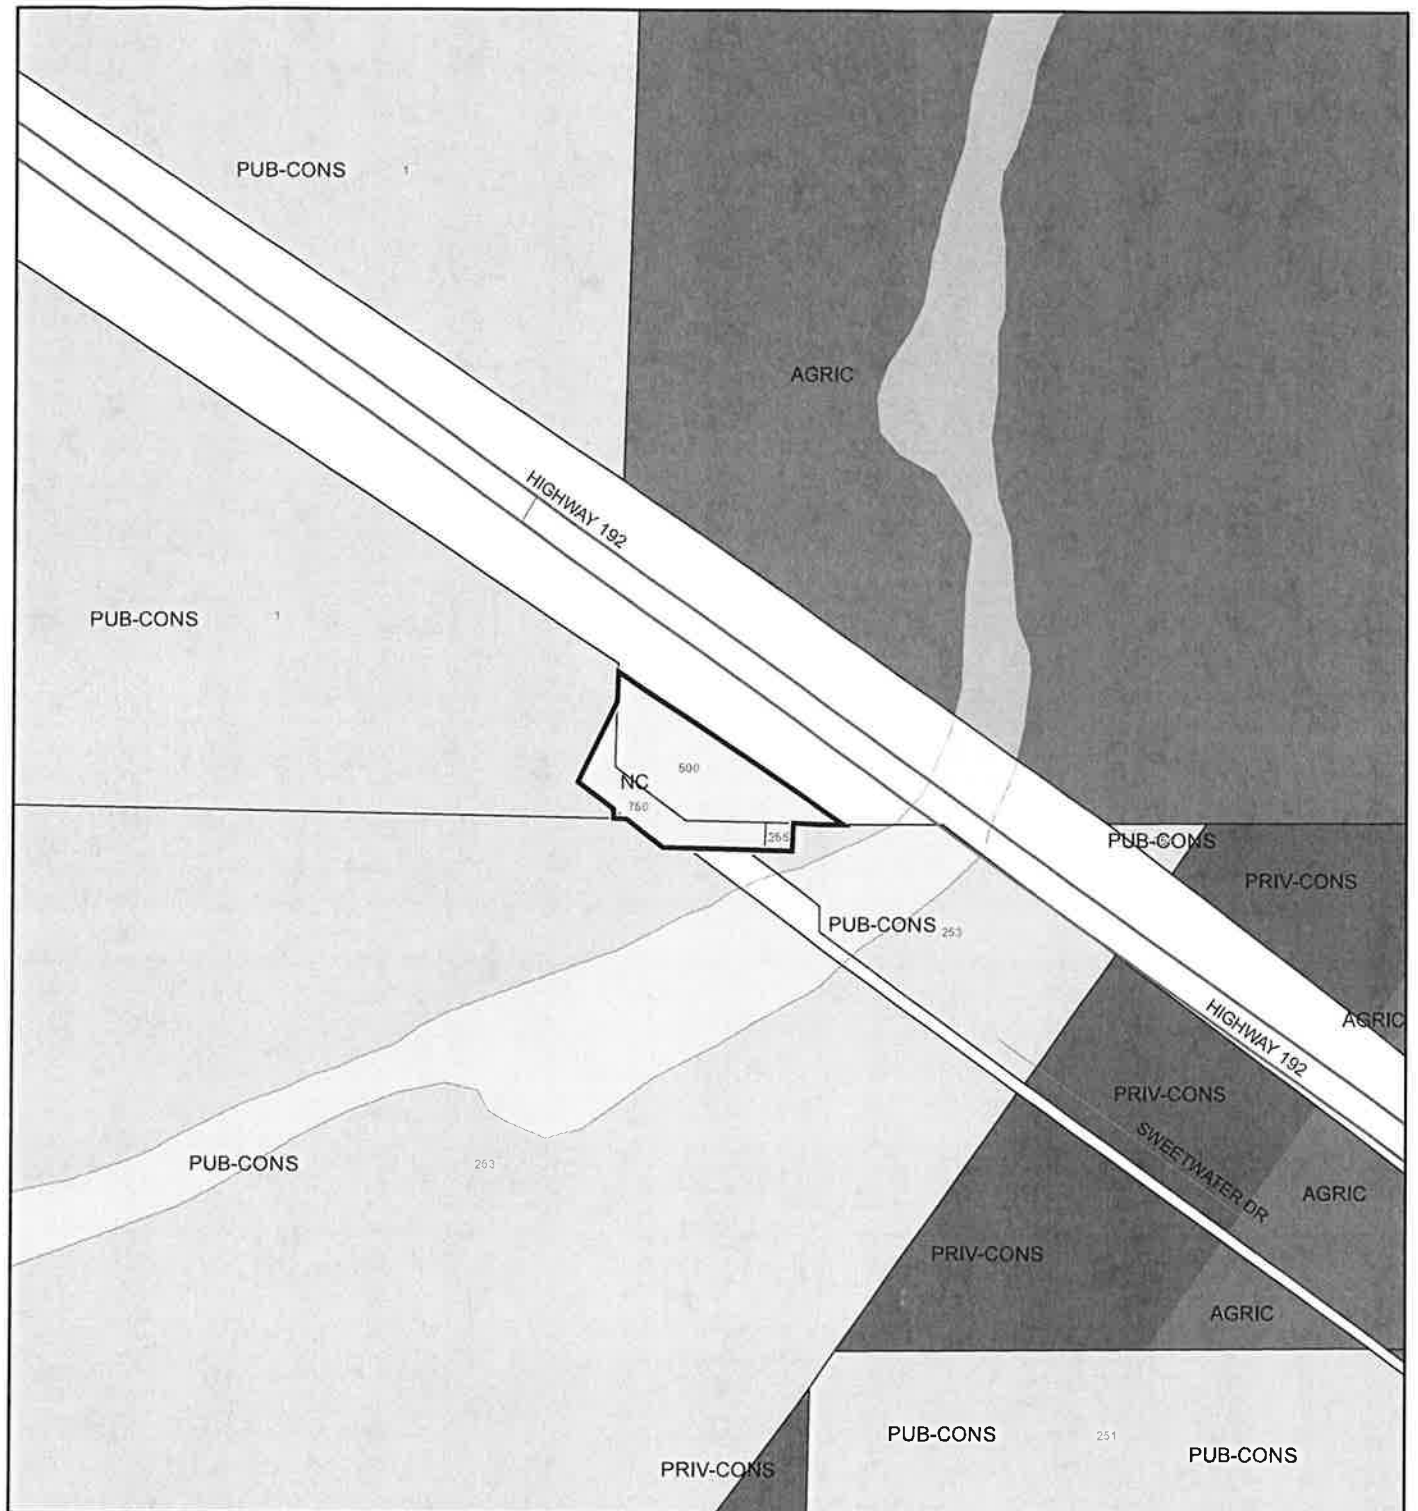 PUB-CONS 1
AGRIC
HIGHWAY 192
PUB-CONS 1
500
NC
750
255
PUB-CONS
PRIV-CONS
PUB-CONS 253
AGRIC
HIGHWAY 192
PRIV-CONS
SWEETWATER DR
PUB-CONS 253
AGRIC
PRIV-CONS
AGRIC
PUB-CONS 251
PUB-CONS
PRIV-CONS